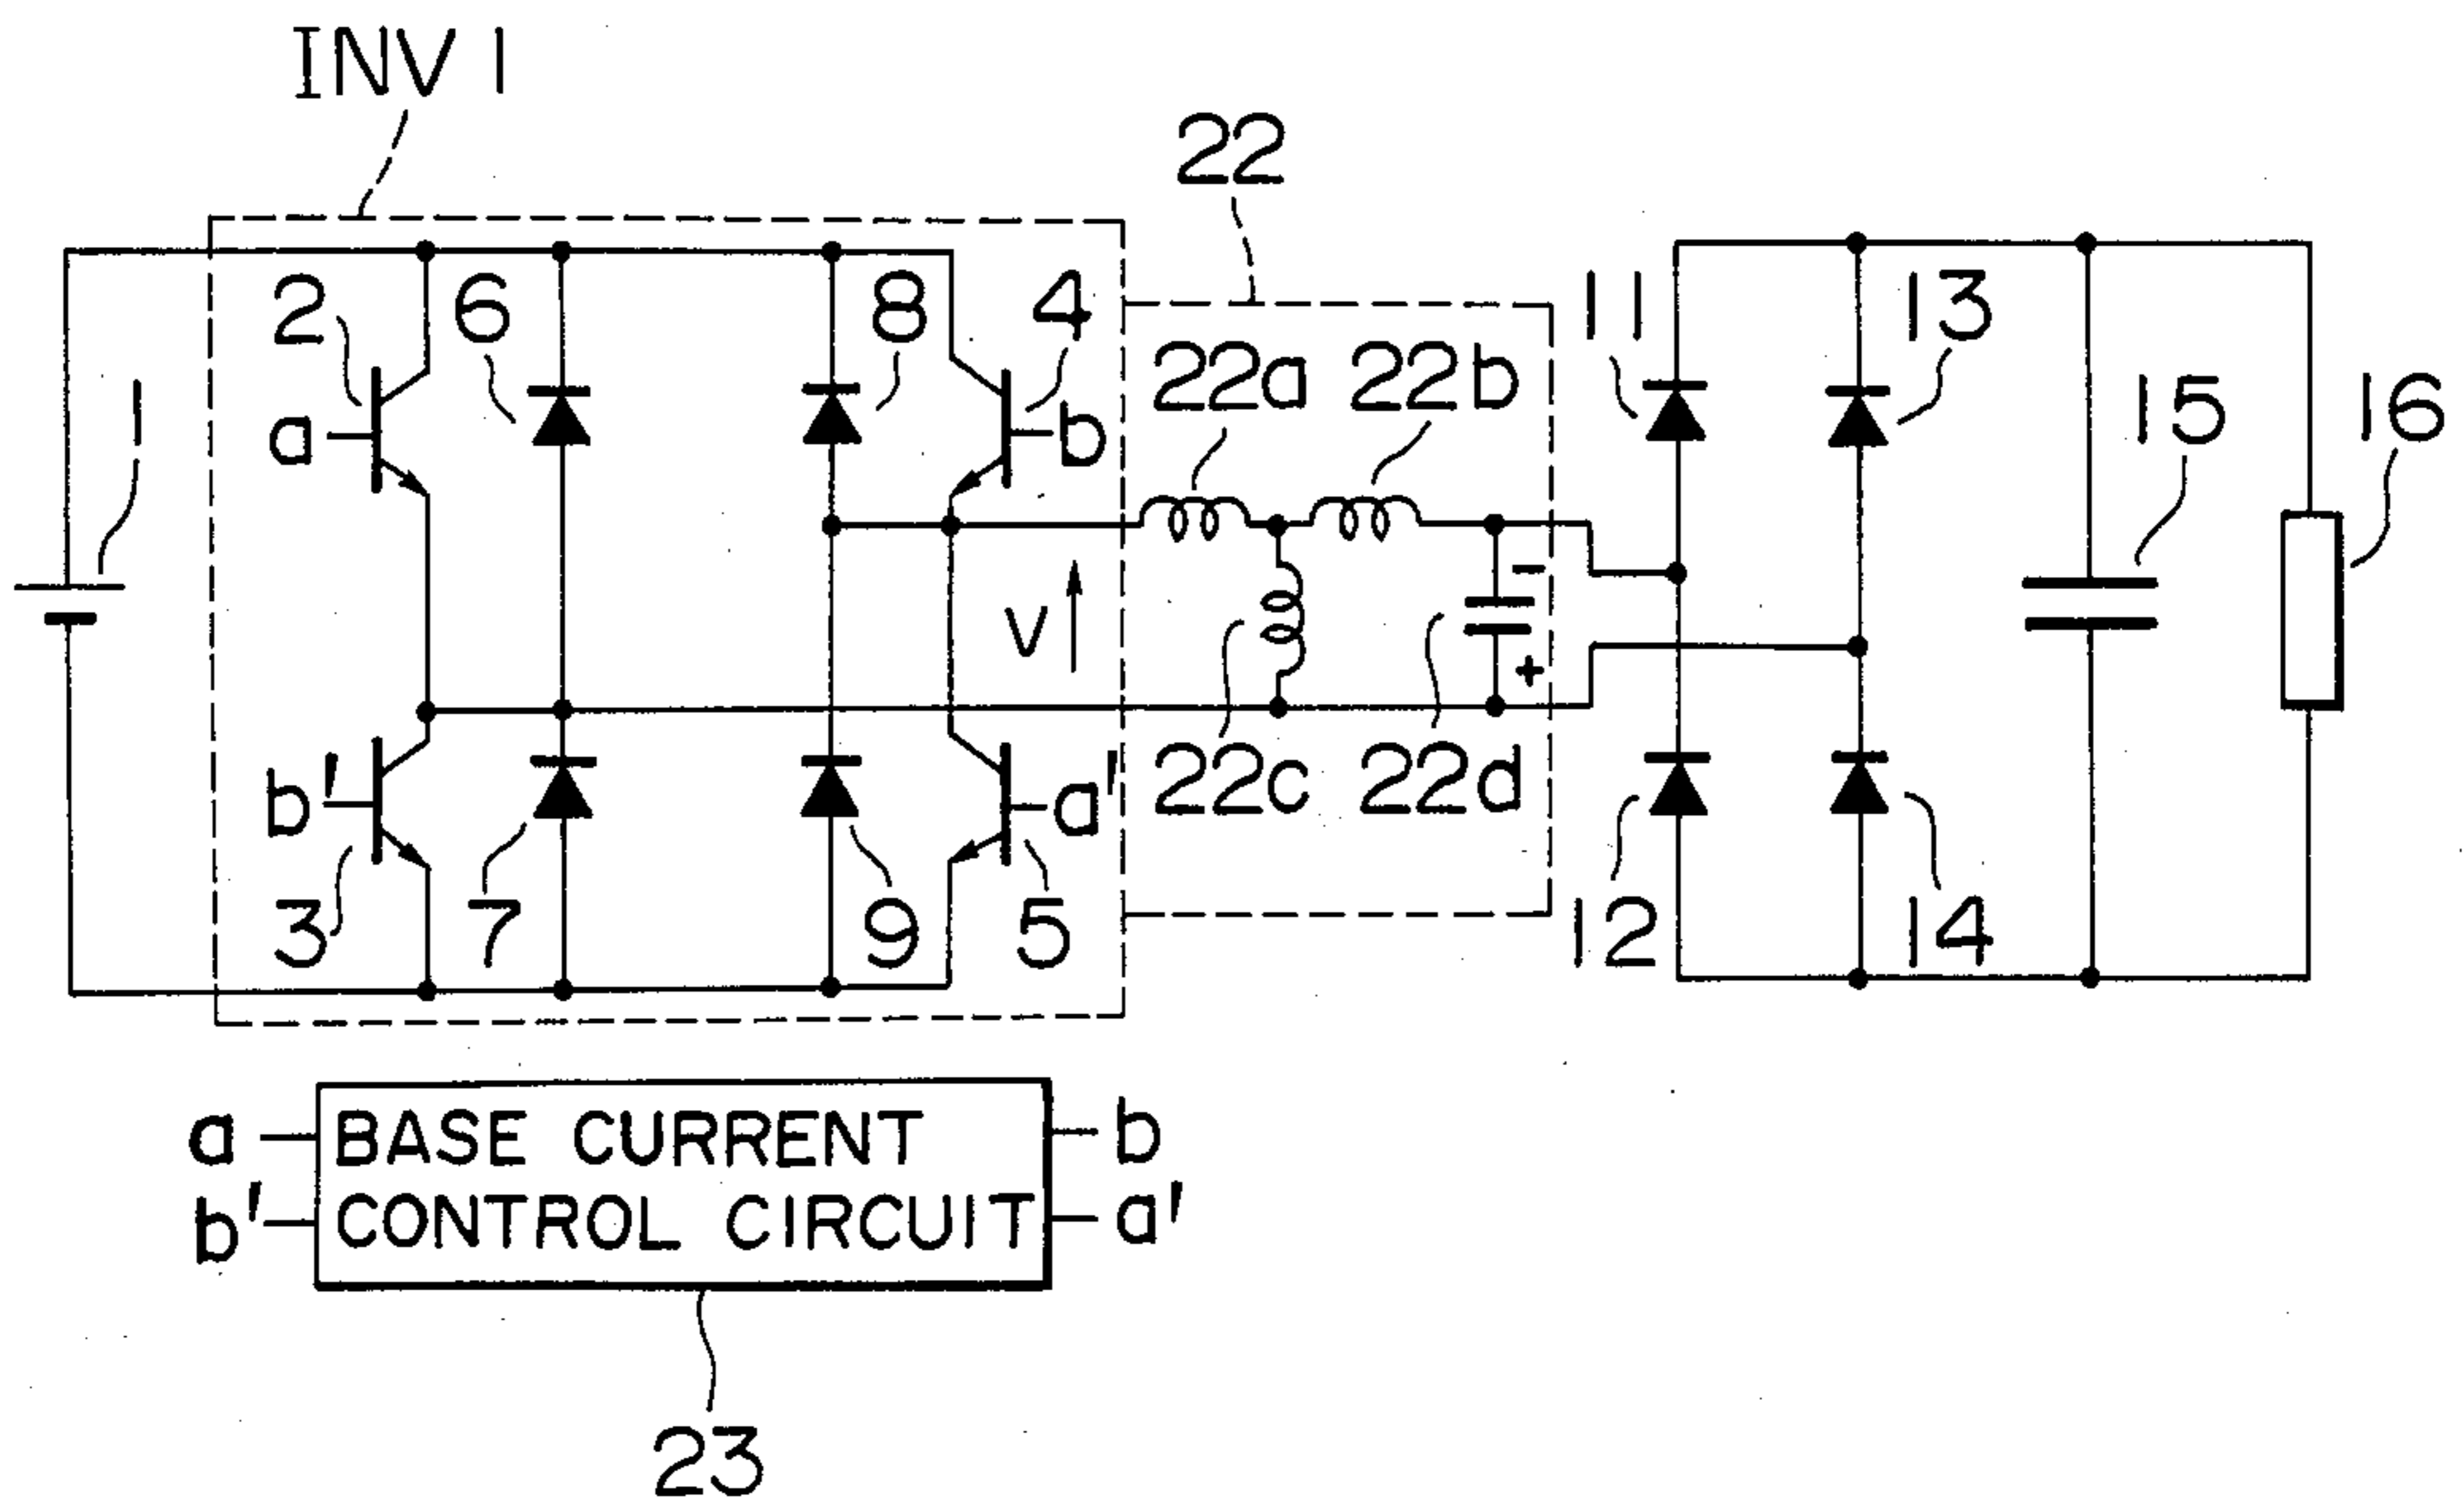 INV 1
22
2
6
8
4
11
13
1
a
b
22a
22b
15
16
V
-
+
b'
a'
22c
22d
3
7
9
5
12
14
a
BASE CURRENT
b
b'
CONTROL CIRCUIT
a'
23